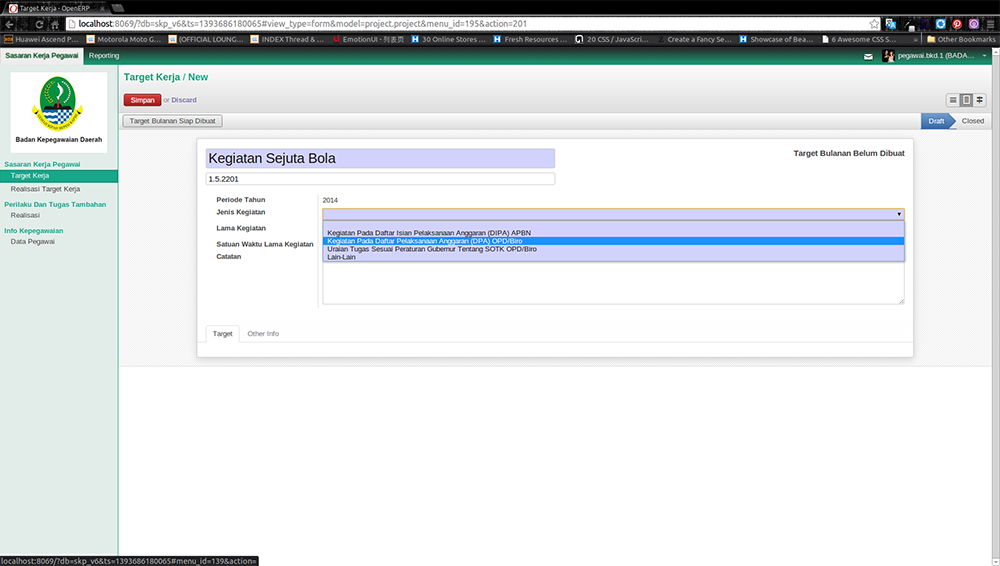 Target Kerja - OpenERP
localhost:8069/?db=skp_v6&ts=1393686180065#view_type=form&model=project.project&menu_id=195&action=201
Huawei Ascend P...
Motorola Moto G...
(OFFICIAL LOUNG...
INDEX Thread & ...
EmotionUI - 列表页
30 Online Stores ...
Fresh Resources ...
20 CSS / JavaScri...
Create a Fancy Se...
Showcase of Bea...
6 Awesome CSS S...
»
Other Bookmarks
Sasaran Kerja Pegawai
Reporting
pegawai.bkd.1 (BADA...
Badan Kepegawaian Daerah
Sasaran Kerja Pegawai
Target Kerja
Realisasi Target Kerja
Perilaku Dan Tugas Tambahan
Realisasi
Info Kepegawaian
Data Pegawai
Target Kerja / New
Simpan or Discard
Target Bulanan Siap Dibuat
Draft
Closed
Kegiatan Sejuta Bola
Target Bulanan Belum Dibuat
1.5.2201
Periode Tahun
2014
Jenis Kegiatan
Lama Kegiatan
Kegiatan Pada Daftar Isian Pelaksanaan Anggaran (DIPA) APBN
Kegiatan Pada Daftar Pelaksanaan Anggaran (DPA) OPD/Biro
Satuan Waktu Lama Kegiatan
Uraian Tugas Sesuai Peraturan Gubernur Tentang SOTK OPD/Biro
Catatan
Lain-Lain
Target
Other Info
localhost:8069/?db=skp_v6&ts=1393686180065#menu_id=139&action=